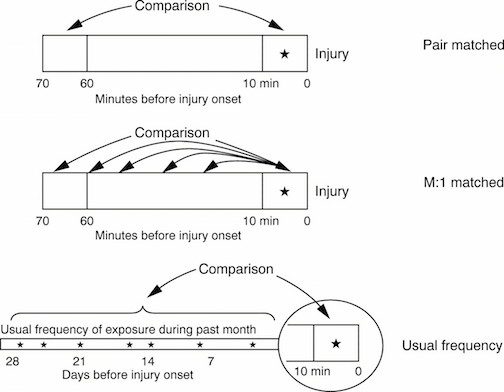 Comparison
Injury
Pair matched
70 60 10 min 0
Minutes before injury onset
Comparison
Injury
M:1 matched
70 60 10 min 0
Minutes before injury onset
Comparison
Usual frequency of exposure during past month
Usual frequency
28 21 14 7 10 min 0
Days before injury onset